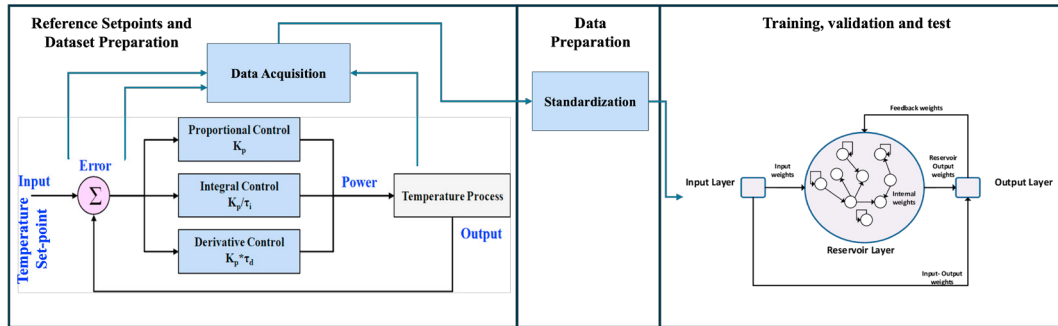 Reference Setpoints and
Dataset Preparation
Data Acquisition
Proportional Control
Kp
Error
Input
Σ
Integral Control
Kp/τi
Power
Temperature Process
Output
Temperature
Set-point
Derivative Control
Kp*τd
Data
Preparation
Standardization
Training, validation and test
Feedback weights
Input Layer
Input
weights
Internal
weights
Reservoir
Output
weights
Output Layer
Reservoir Layer
Input- Output
weights